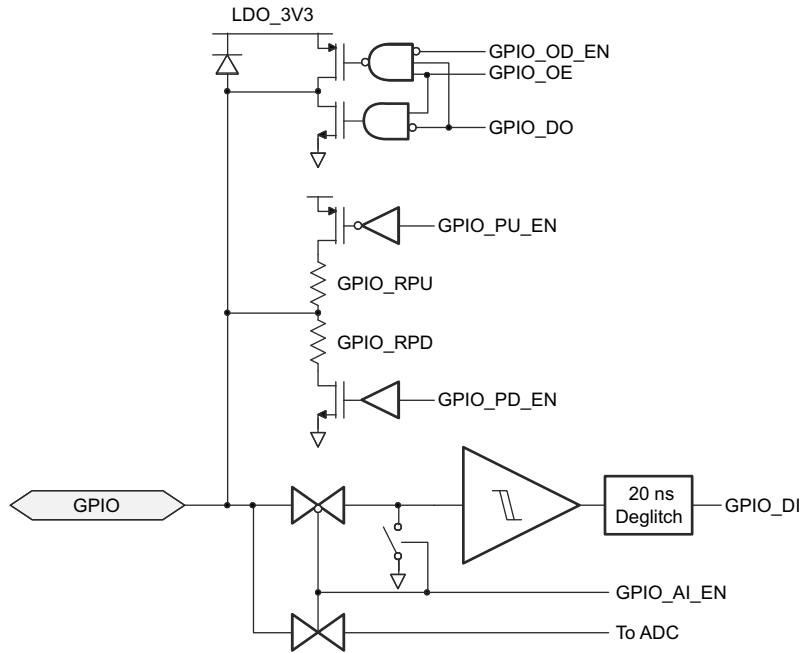 LDO_3V3
GPIO_OD_EN
GPIO_OE
GPIO_DO
GPIO_PU_EN
GPIO_RPU
GPIO_RPD
GPIO_PD_EN
GPIO
20 ns
Deglitch
GPIO_DI
GPIO_AI_EN
To ADC